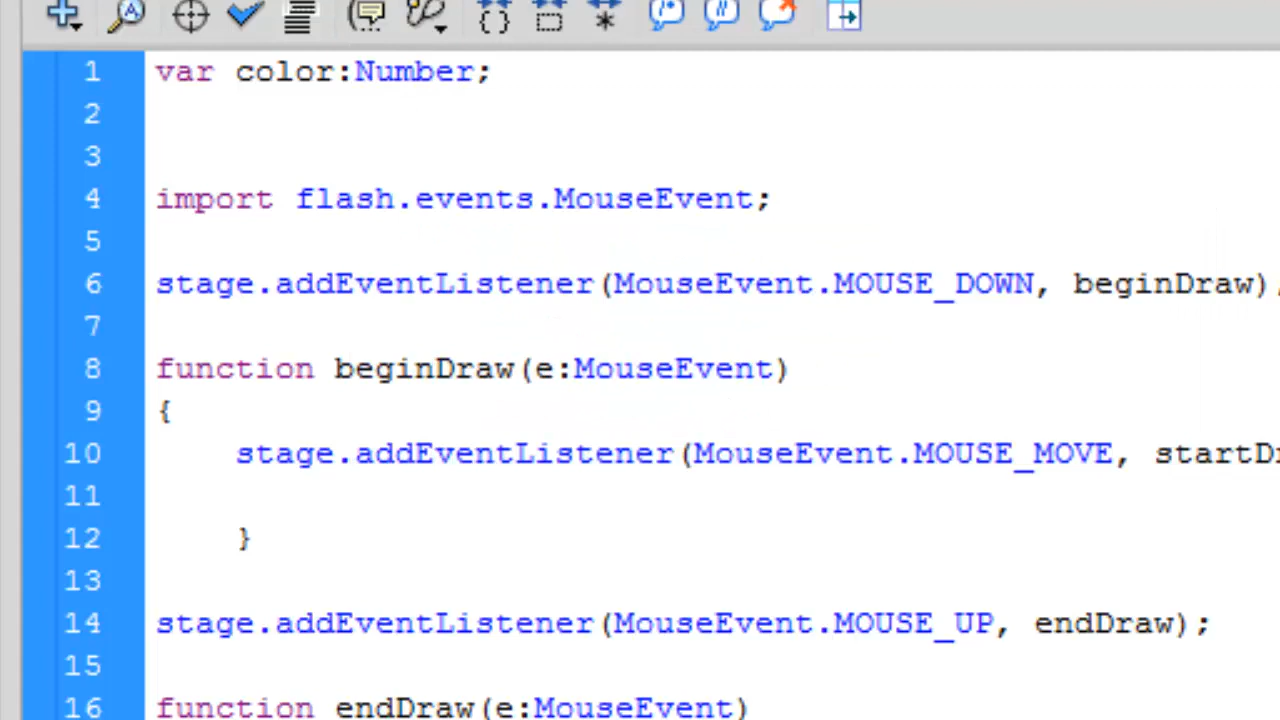 1 var color:Number;
2
3
4 import flash.events.MouseEvent;
5
6 stage.addEventListener(MouseEvent.MOUSE_DOWN, beginDraw);
7
8 function beginDraw(e:MouseEvent)
9 {
10 stage.addEventListener(MouseEvent.MOUSE_MOVE,
11
12 }
13
14 stage.addEventListener(MouseEvent.MOUSE_UP, endDraw);
15
16 function endDraw(e:MouseEvent)